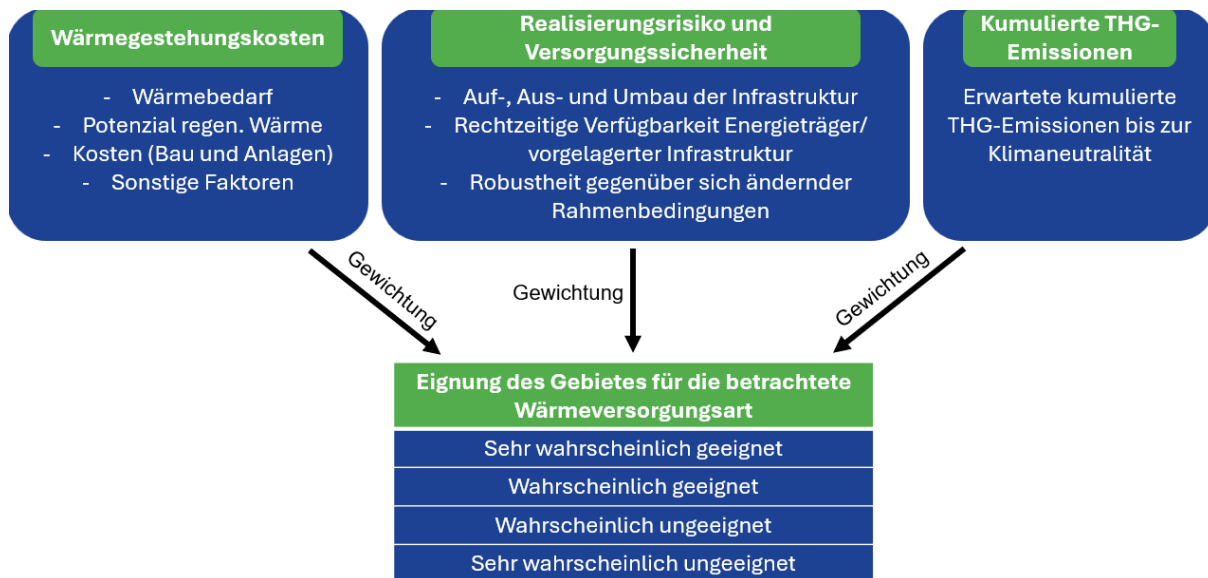 Wärmegestehungskosten
- Wärmebedarf
- Potenzial regen. Wärme
- Kosten (Bau und Anlagen)
- Sonstige Faktoren
Realisierungsrisiko und
Versorgungssicherheit
- Auf-, Aus- und Umbau der Infrastruktur
- Rechtzeitige Verfügbarkeit Energieträger/
vorgelagerter Infrastruktur
- Robustheit gegenüber sich ändernder
Rahmenbedingungen
Kumulierte THG-
Emissionen
Erwartete kumulierte
THG-Emissionen bis zur
Klimaneutralität
Gewichtung
Gewichtung
Gewichtung
Eignung des Gebietes für die betrachtete
Wärmeversorgungsart
Sehr wahrscheinlich geeignet
Wahrscheinlich geeignet
Wahrscheinlich ungeeignet
Sehr wahrscheinlich ungeeignet